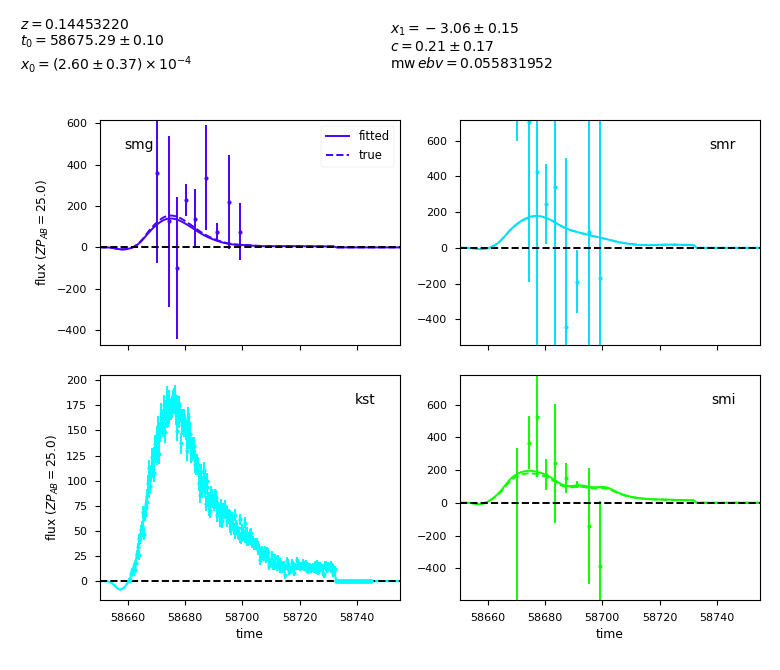 z = 0.14453220
t₀ = 58675.29 ± 0.10
x₀ = (2.60 ± 0.37) × 10⁻⁴
x₁ = −3.06 ± 0.15
c = 0.21 ± 0.17
mw ebv = 0.055831952
smg
fitted
true
600
400
200
0
−200
−400
flux (ZP_AB = 25.0)
smr
600
400
200
0
−200
−400
kst
200
175
150
125
100
75
50
25
0
flux (ZP_AB = 25.0)
58660 58680 58700 58720 58740
time
smi
600
400
200
0
−200
−400
58660 58680 58700 58720 58740
time